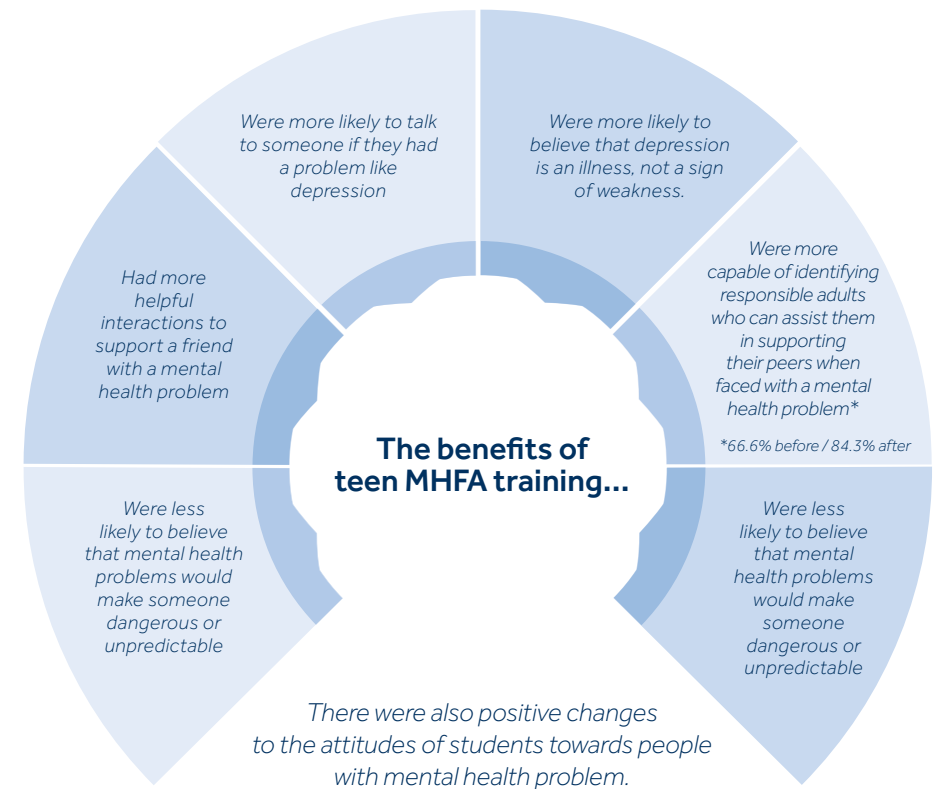 Were more likely to talk
to someone if they had
a problem like
depression
Were more likely to
believe that depression
is an illness, not a sign
of weakness.
Had more
helpful
interactions to
support a friend
with a mental
health problem
Were more
capable of identifying
responsible adults
who can assist them
in supporting
their peers when
faced with a mental
health problem*
*66.6% before / 84.3% after
The benefits of
teen MHFA training...
Were less
likely to believe
that mental health
problems would
make someone
dangerous or
unpredictable
Were less
likely to believe
that mental
health problems
would make
someone
dangerous or
unpredictable
There were also positive changes
to the attitudes of students towards people
with mental health problem.